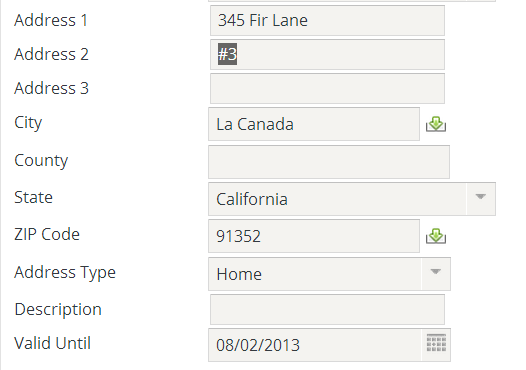 Address 1 345 Fir Lane
Address 2 #3
Address 3
City La Canada
County
State California
ZIP Code 91352
Address Type Home
Description
Valid Until 08/02/2013